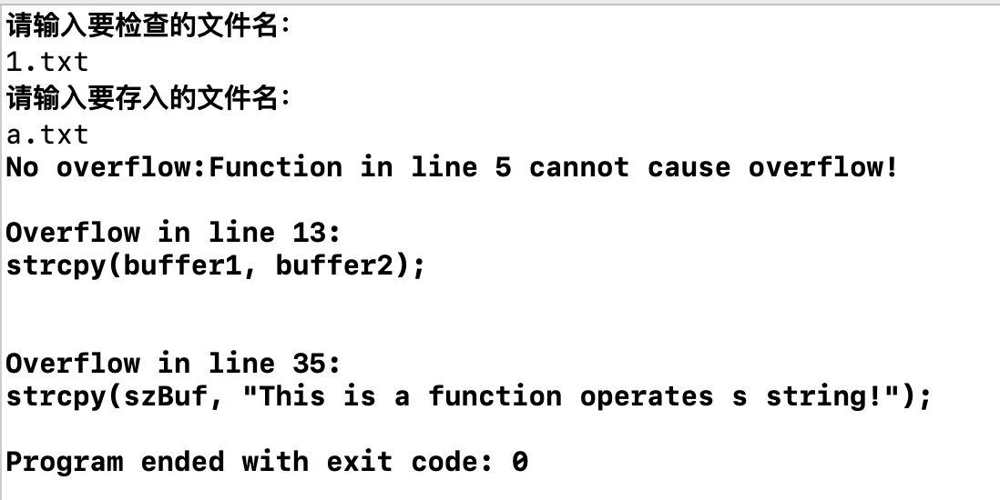 请输入要检查的文件名：
1.txt
请输入要存入的文件名：
a.txt
No overflow:Function in line 5 cannot cause overflow!
Overflow in line 13:
strcpy(buffer1, buffer2);
Overflow in line 35:
strcpy(szBuf, "This is a function operates s string!");
Program ended with exit code: 0